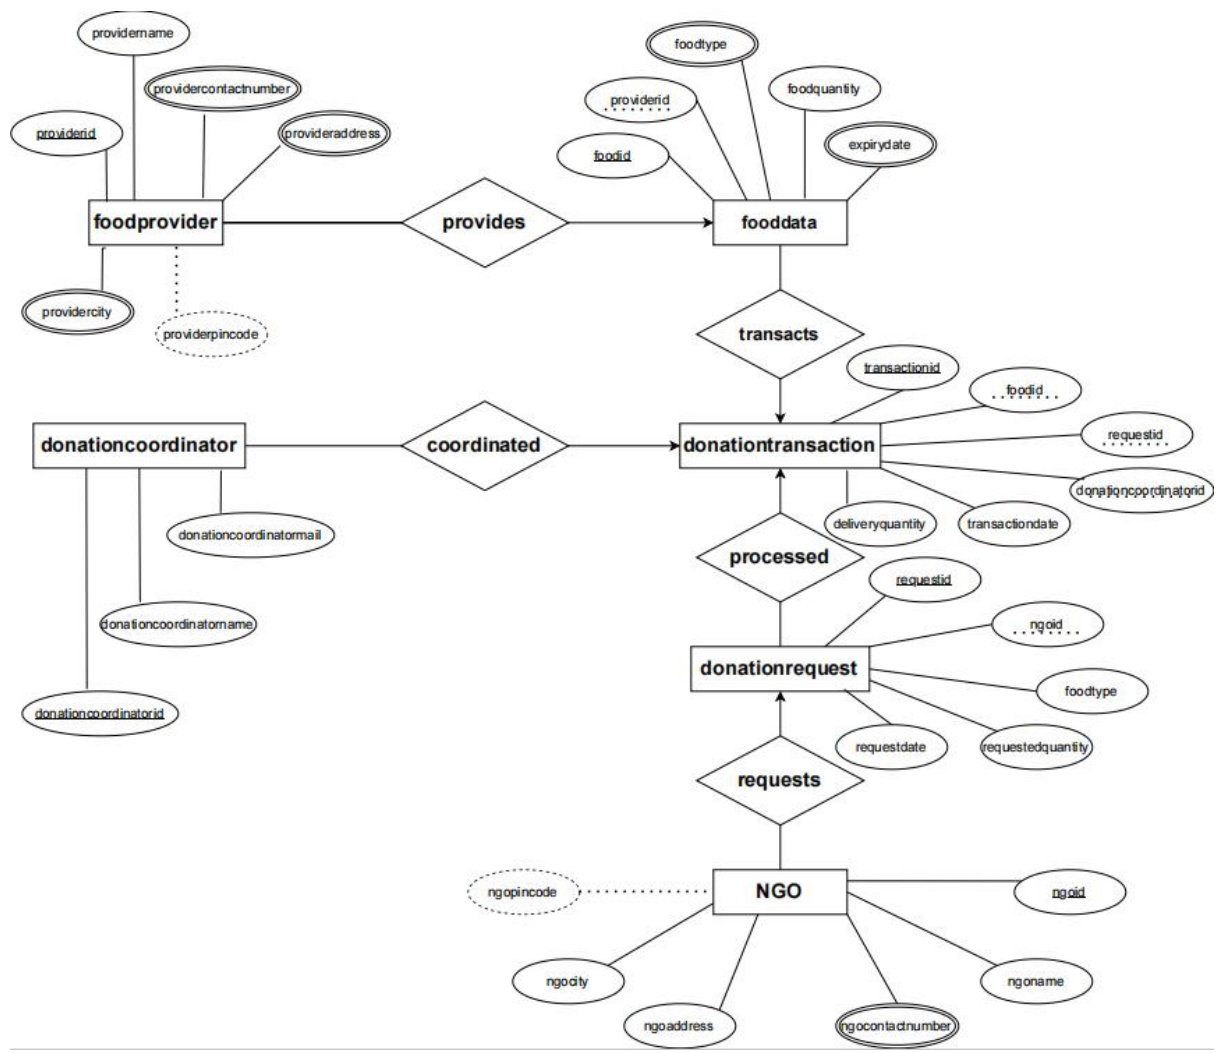 providername
foodtype
providercontactnumber
foodquantity
providerid
providerid
provideraddress
expirydate
foodid
foodprovider
provides
fooddata
providercity
providerpincode
transacts
transactionid
foodid
donationcoordinator
coordinated
donationtransaction
requestid
donationcoordinatorid
deliveryquantity
transactiondate
donationcoordinatormail
processed
requestid
donationcoordinatorname
ngoid
donationrequest
foodtype
donationcoordinatorid
requestdate
requestedquantity
requests
ngopincode
NGO
ngoid
ngocity
ngoname
ngoaddress
ngocontactnumber